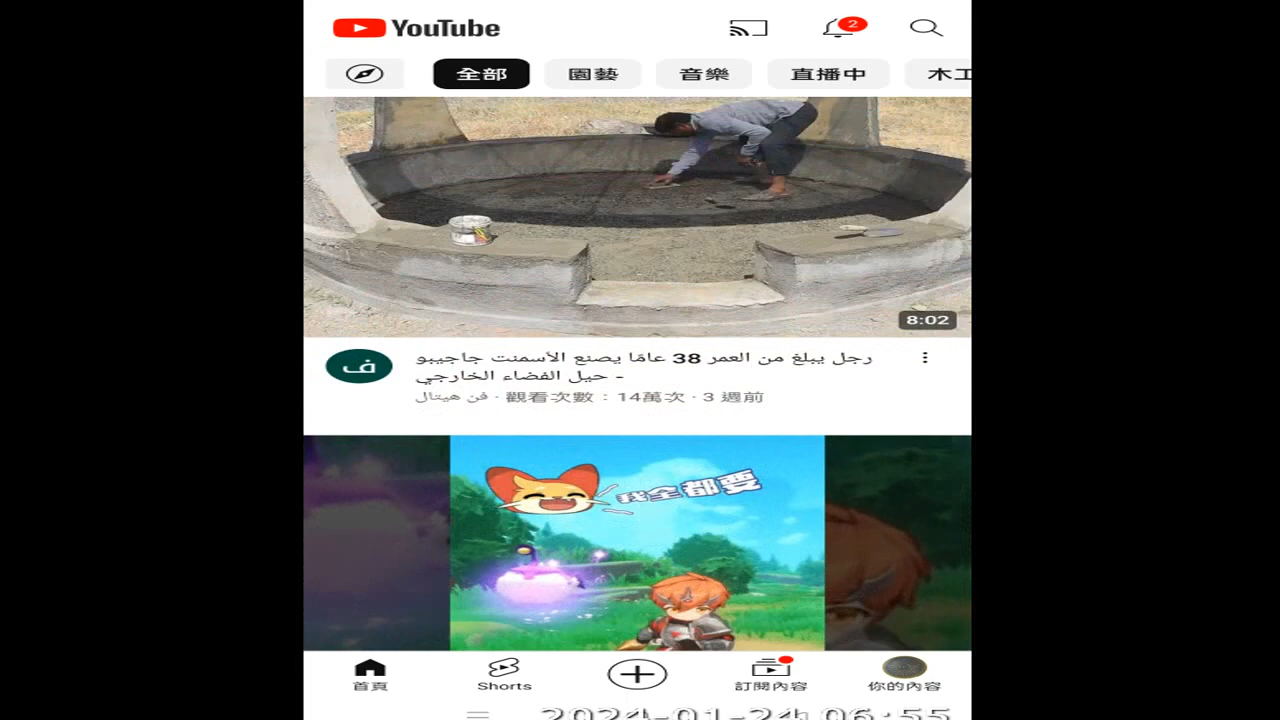 YouTube
2
全部
園藝
音樂
直播中
木工
8:02
ف
رجل يبلغ من العمر 38 عامًا يصنع الأسمنت جاجيبو
- حيل الفضاء الخارجي
فن هيتال · 觀看次數：14萬次 · 3 週前
我全都要
首頁
Shorts
訂閱內容
你的內容
2024-01-24 06:55